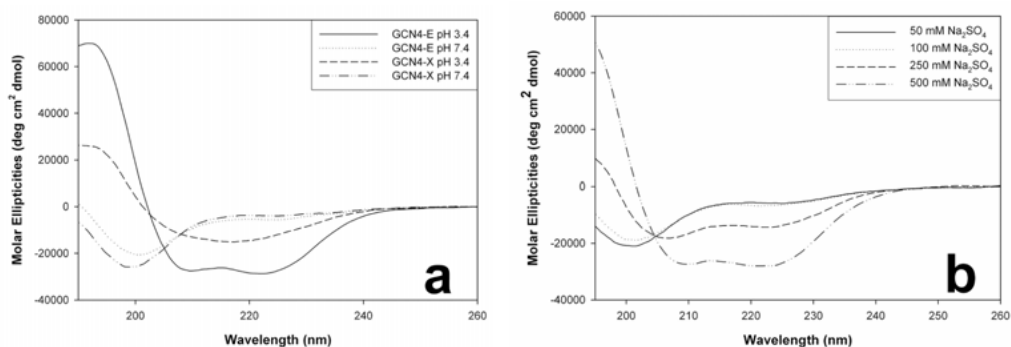 80000
60000
40000
20000
0
-20000
-40000
Molar Ellipticities (deg cm² dmol)
GCN4-E pH 3.4
GCN4-E pH 7.4
GCN4-X pH 3.4
GCN4-X pH 7.4
200
220
240
260
Wavelength (nm)
a
60000
40000
20000
0
-20000
-40000
Molar Ellipticities (deg cm² dmol)
50 mM Na₂SO₄
100 mM Na₂SO₄
250 mM Na₂SO₄
500 mM Na₂SO₄
200
210
220
230
240
250
260
Wavelength (nm)
b